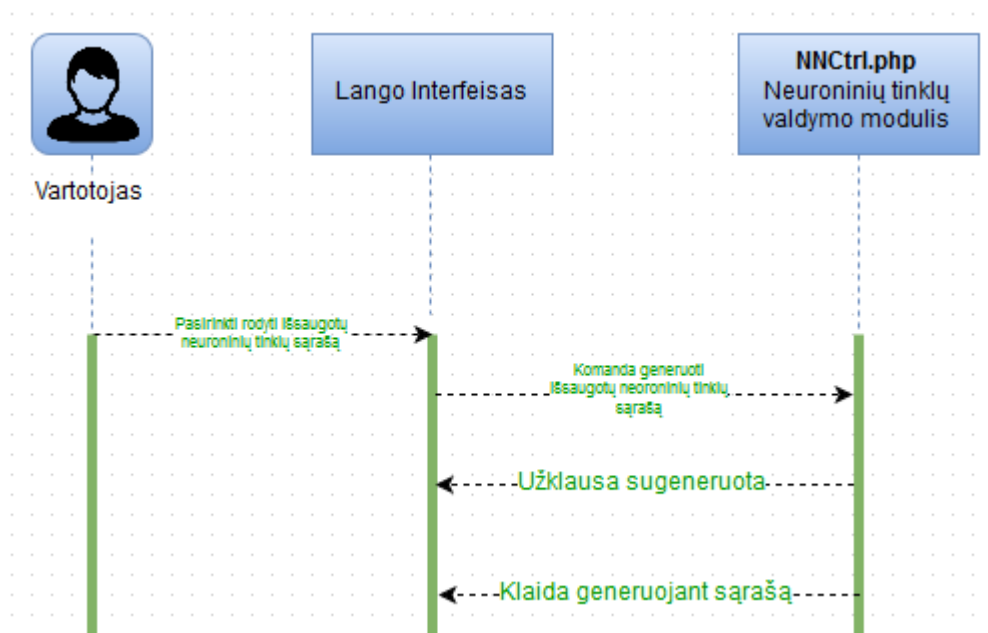 Lango Interfeisas
NNCtrl.php
Neuroninių tinklų
valdymo modulis
Vartotojas
Pasirinkti rodyti išsaugotų
neuroninių tinklų sąrašą
Komanda generuoti
išsaugotų neoroninių tinklų
sąrašą
Užklausa sugeneruota
Klaida generuojant sąrašą